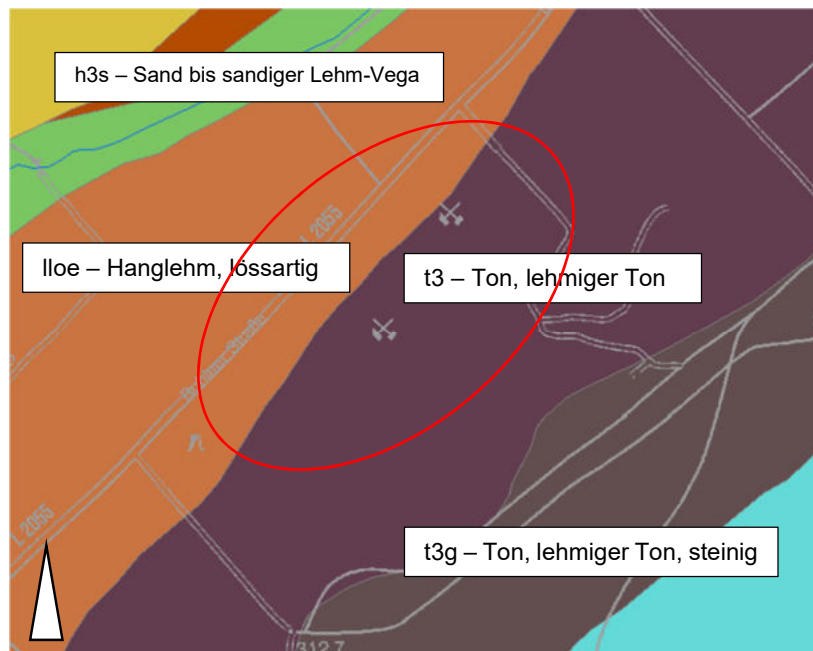 h3s – Sand bis sandiger Lehm-Vega
L 2055
lloe – Hanglehm, lössartig
t3 – Ton, lehmiger Ton
Straße
L 2055
t3g – Ton, lehmiger Ton, steinig
312.7